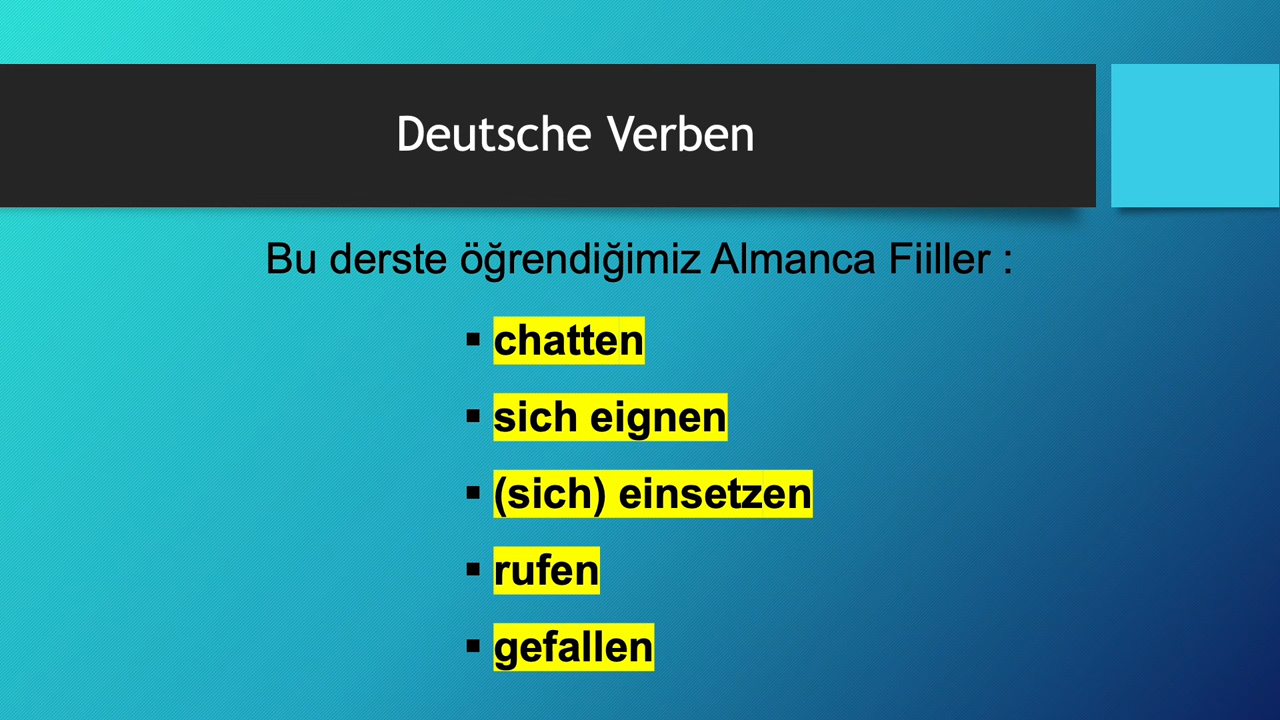 Deutsche Verben
Bu derste öğrendiğimiz Almanca Fiiller :
▪ chatten
▪ sich eignen
▪ (sich) einsetzen
▪ rufen
▪ gefallen